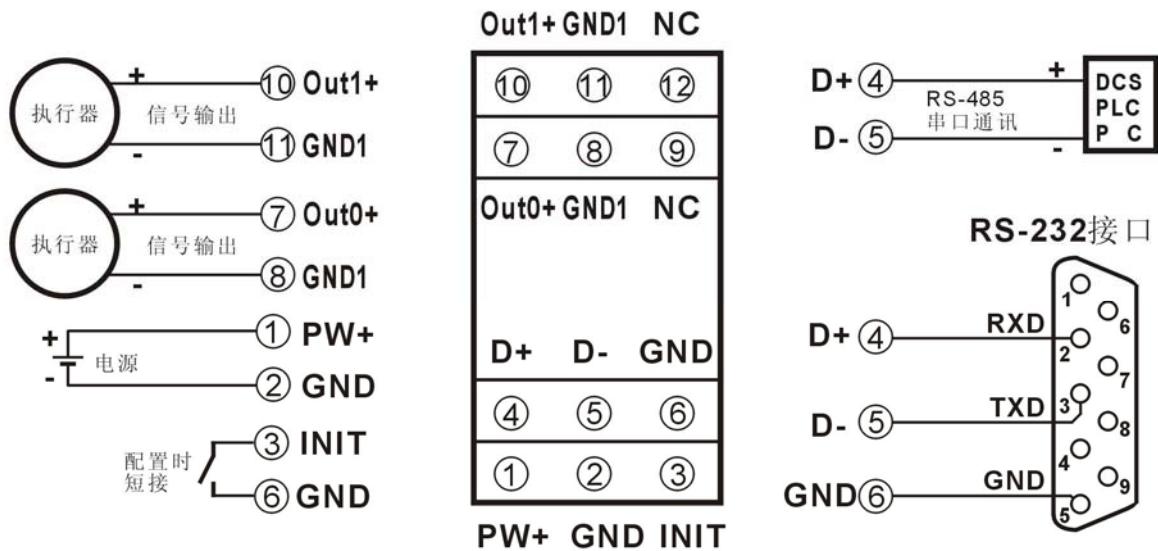 ⑩ Out1+
+
执行器
信号输出
-
⑪ GND1
⑦ Out0+
+
执行器
信号输出
-
⑧ GND1
① PW+
+
电源
-
② GND
③ INIT
配置时
短接
⑥ GND
Out1+ GND1 NC
⑩ ⑪ ⑫
⑦ ⑧ ⑨
Out0+ GND1 NC
D+ D- GND
④ ⑤ ⑥
① ② ③
PW+ GND INIT
D+ ④
+
RS-485
串口通讯
D- ⑤
-
DCS
PLC
P C
RS-232接口
D+ ④ RXD
D- ⑤ TXD
GND ⑥ GND
1
6
2
7
3
8
4
9
5